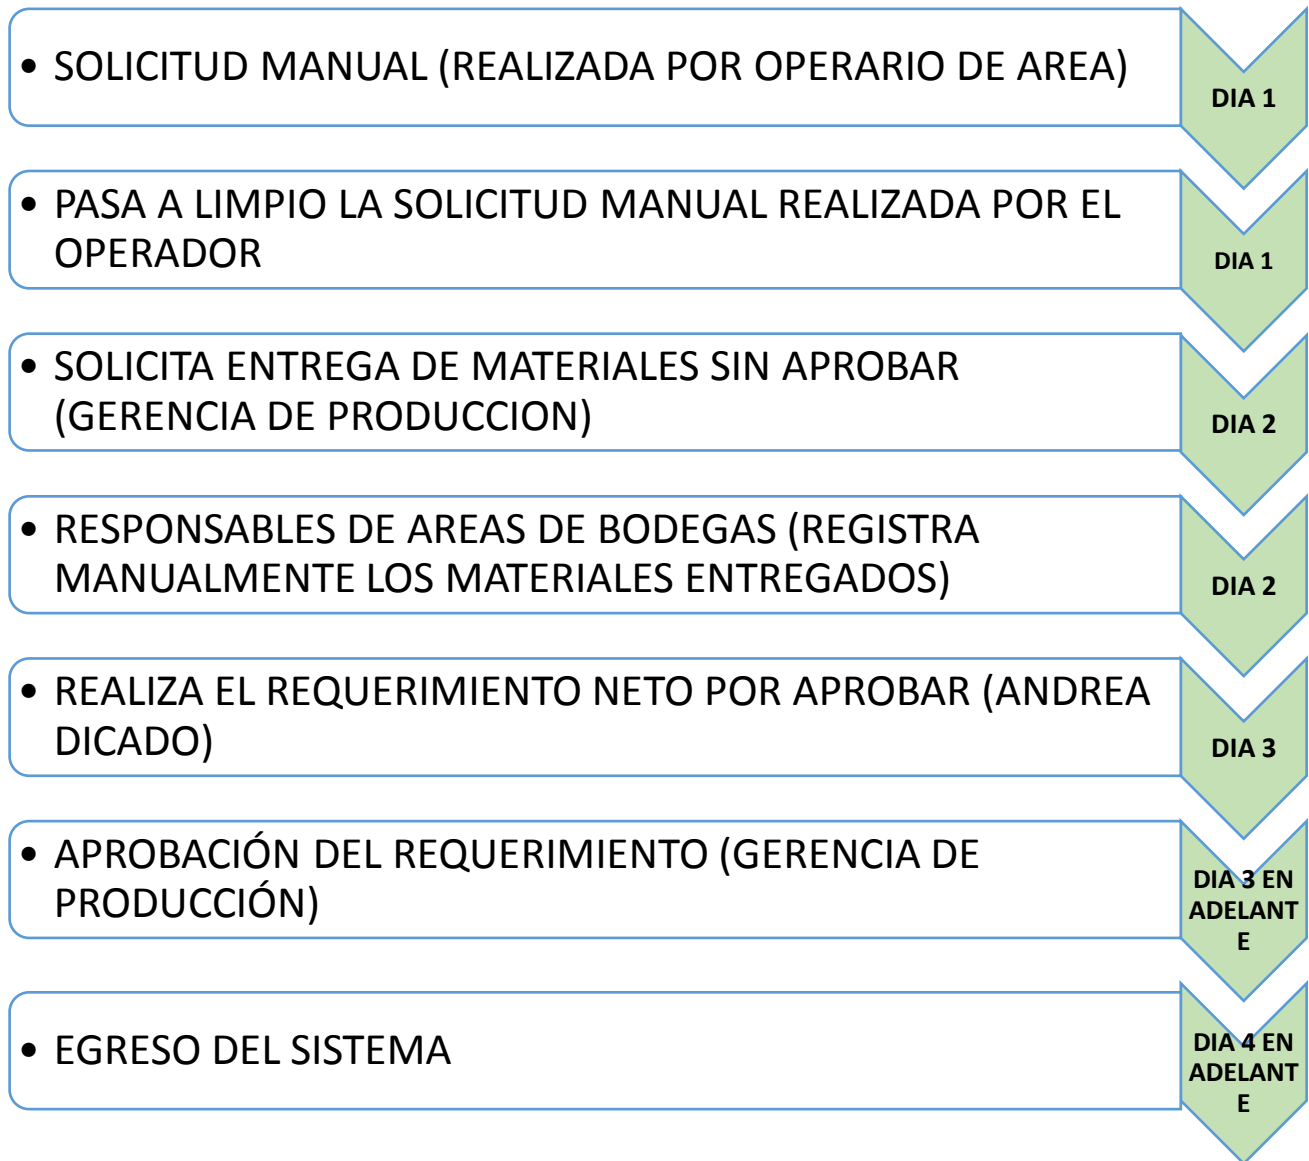 • SOLICITUD MANUAL (REALIZADA POR OPERARIO DE AREA)
DIA 1
• PASA A LIMPIO LA SOLICITUD MANUAL REALIZADA POR EL
OPERADOR
DIA 1
• SOLICITA ENTREGA DE MATERIALES SIN APROBAR
(GERENCIA DE PRODUCCION)
DIA 2
• RESPONSABLES DE AREAS DE BODEGAS (REGISTRA
MANUALMENTE LOS MATERIALES ENTREGADOS)
DIA 2
• REALIZA EL REQUERIMIENTO NETO POR APROBAR (ANDREA
DICADO)
DIA 3
• APROBACIÓN DEL REQUERIMIENTO (GERENCIA DE
PRODUCCIÓN)
DIA 3 EN
ADELANT
E
• EGRESO DEL SISTEMA
DIA 4 EN
ADELANT
E